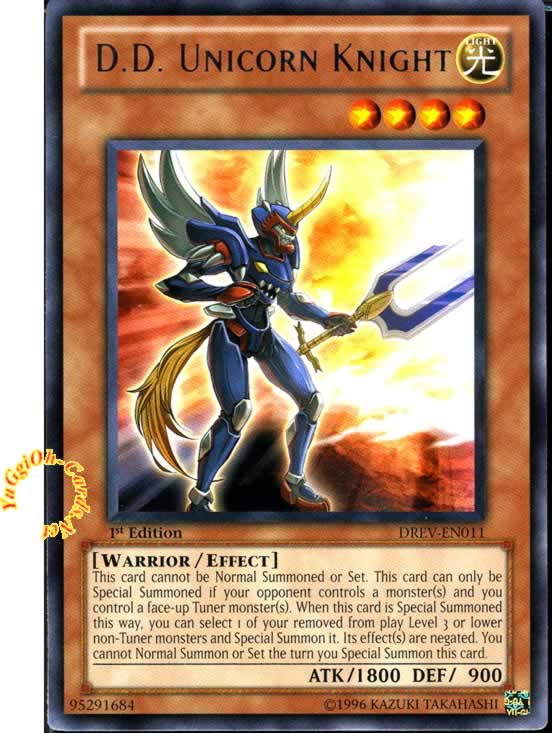 D.D. UNICORN KNIGHT
LIGHT
光
YuGgiOh-Cards.Net
1st Edition
DREV-EN011
[WARRIOR / EFFECT]
This card cannot be Normal Summoned or Set. This card can only be
Special Summoned if your opponent controls a monster(s) and you
control a face-up Tuner monster(s). When this card is Special Summoned
this way, you can select 1 of your removed from play Level 3 or lower
non-Tuner monsters and Special Summon it. Its effect(s) are negated. You
cannot Normal Summon or Set the turn you Special Summon this card.
ATK/1800 DEF/ 900
95291684
©1996 KAZUKI TAKAHASHI